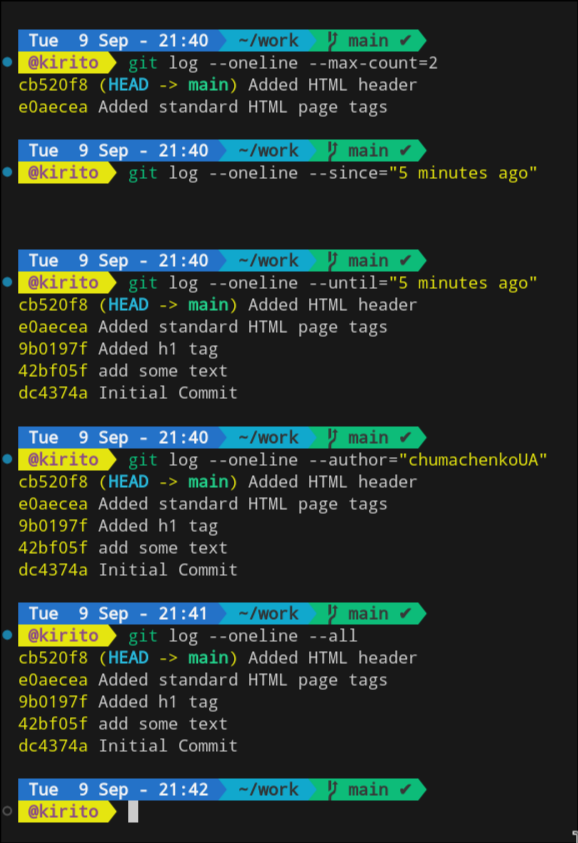 Tue  9 Sep - 21:40  ~/work  main ✔
@kirito  git log --oneline --max-count=2
cb520f8 (HEAD -> main) Added HTML header
e0aecea Added standard HTML page tags
Tue  9 Sep - 21:40  ~/work  main ✔
@kirito  git log --oneline --since="5 minutes ago"
Tue  9 Sep - 21:40  ~/work  main ✔
@kirito  git log --oneline --until="5 minutes ago"
cb520f8 (HEAD -> main) Added HTML header
e0aecea Added standard HTML page tags
9b0197f Added h1 tag
42bf05f add some text
dc4374a Initial Commit
Tue  9 Sep - 21:40  ~/work  main ✔
@kirito  git log --oneline --author="chumachenkoUA"
cb520f8 (HEAD -> main) Added HTML header
e0aecea Added standard HTML page tags
9b0197f Added h1 tag
42bf05f add some text
dc4374a Initial Commit
Tue  9 Sep - 21:41  ~/work  main ✔
@kirito  git log --oneline --all
cb520f8 (HEAD -> main) Added HTML header
e0aecea Added standard HTML page tags
9b0197f Added h1 tag
42bf05f add some text
dc4374a Initial Commit
Tue  9 Sep - 21:42  ~/work  main ✔
@kirito